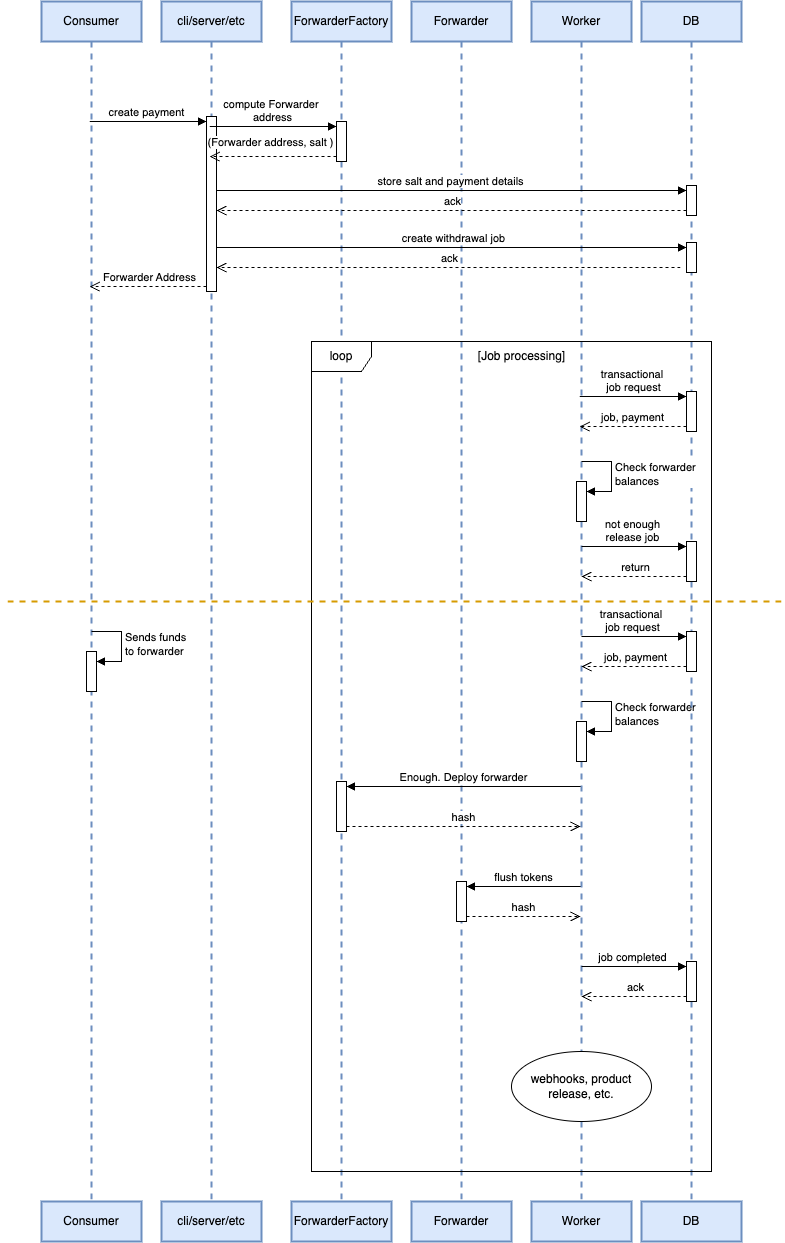 Consumer
cli/server/etc
ForwarderFactory
Forwarder
Worker
DB
create payment
compute Forwarder
address
(Forwarder address, salt )
store salt and payment details
ack
create withdrawal job
ack
Forwarder Address
loop
[Job processing]
transactional
job request
job, payment
Check forwarder
balances
not enough
release job
return
transactional
job request
Sends funds
to forwarder
job, payment
Check forwarder
balances
Enough. Deploy forwarder
hash
flush tokens
hash
job completed
ack
webhooks, product
release, etc.
Consumer
cli/server/etc
ForwarderFactory
Forwarder
Worker
DB